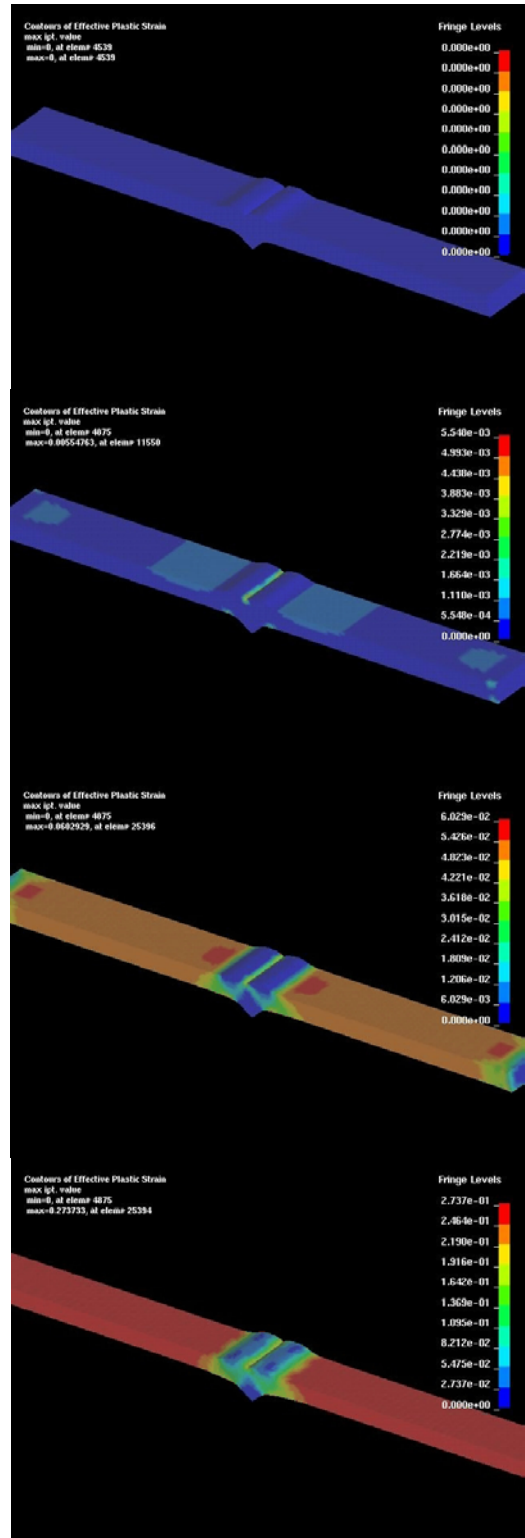 Contours of Effective Plastic Strain
max ipt. value
min=0, at elem# 4539
max=0, at elem# 4539
Fringe Levels
0.000e+00
0.000e+00
0.000e+00
0.000e+00
0.000e+00
0.000e+00
0.000e+00
0.000e+00
0.000e+00
0.000e+00
0.000e+00
Contours of Effective Plastic Strain
max ipt. value
min=0, at elem# 4875
max=0.00554763, at elem# 11550
Fringe Levels
5.548e-03
4.993e-03
4.438e-03
3.883e-03
3.329e-03
2.774e-03
2.219e-03
1.664e-03
1.110e-03
5.548e-04
0.000e+00
Contours of Effective Plastic Strain
max ipt. value
min=0, at elem# 4875
max=0.0602929, at elem# 25396
Fringe Levels
6.029e-02
5.426e-02
4.823e-02
4.221e-02
3.618e-02
3.015e-02
2.412e-02
1.809e-02
1.206e-02
6.029e-03
0.000e+00
Contours of Effective Plastic Strain
max ipt. value
min=0, at elem# 4875
max=0.273733, at elem# 25394
Fringe Levels
2.737e-01
2.464e-01
2.190e-01
1.916e-01
1.642e-01
1.369e-01
1.095e-01
8.212e-02
5.475e-02
2.737e-02
0.000e+00